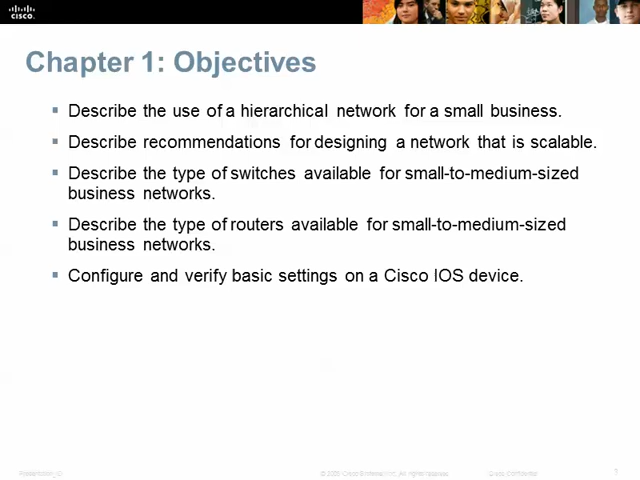 CISCO.
Chapter 1: Objectives
Describe the use of a hierarchical network for a small business.
Describe recommendations for designing a network that is scalable.
Describe the type of switches available for small-to-medium-sized
business networks.
Describe the type of routers available for small-to-medium-sized
business networks.
Configure and verify basic settings on a Cisco IOS device.
Presentation_ID
Cisco Confidential